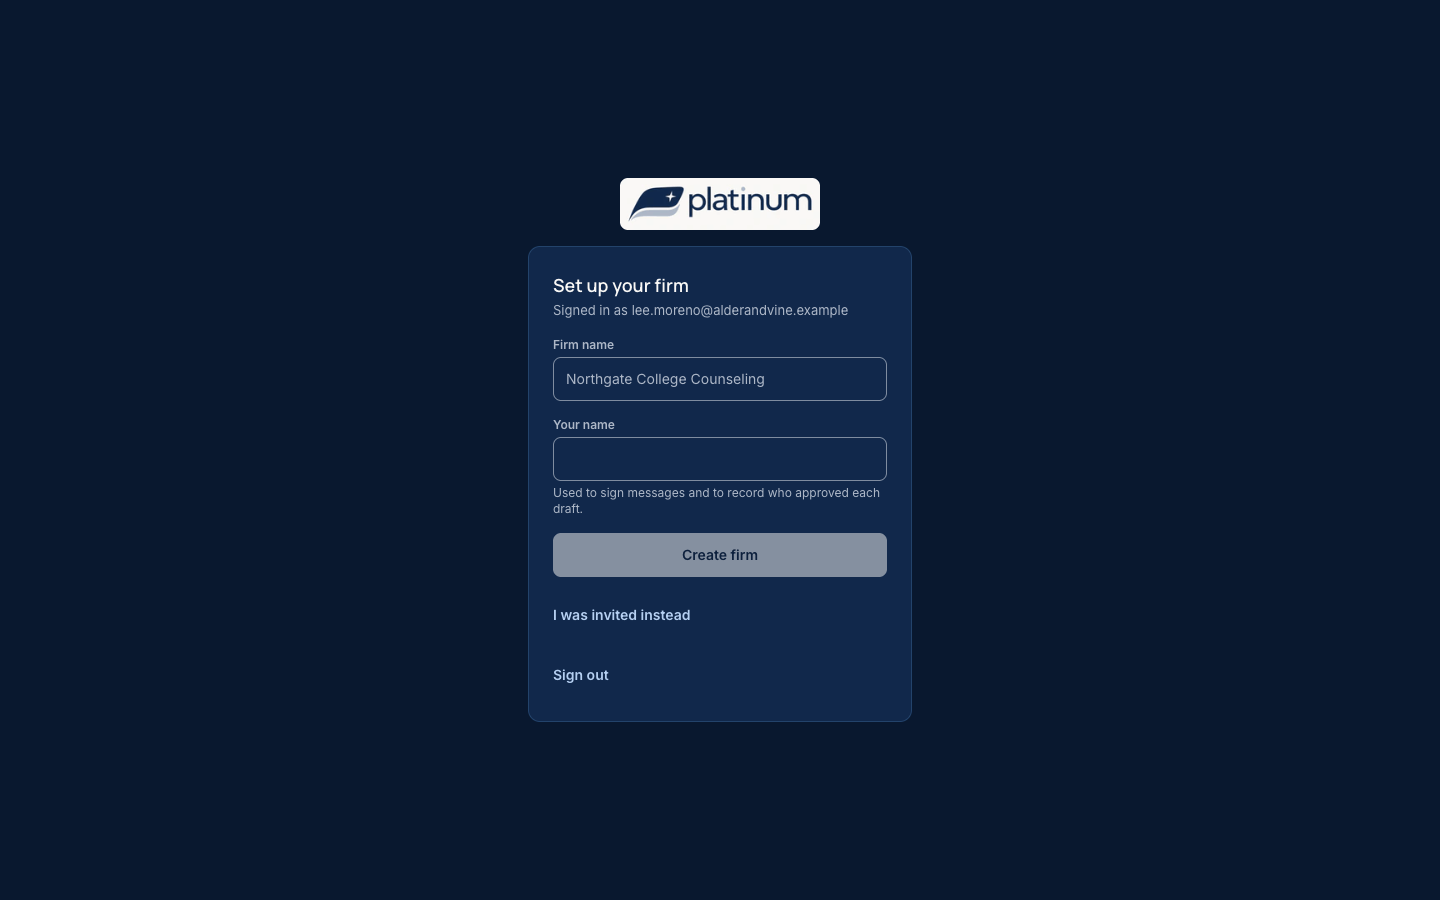 platinum
Set up your firm
Signed in as lee.moreno@alderandvine.example
Firm name
Northgate College Counseling
Your name
Used to sign messages and to record who approved each
draft.
Create firm
I was invited instead
Sign out